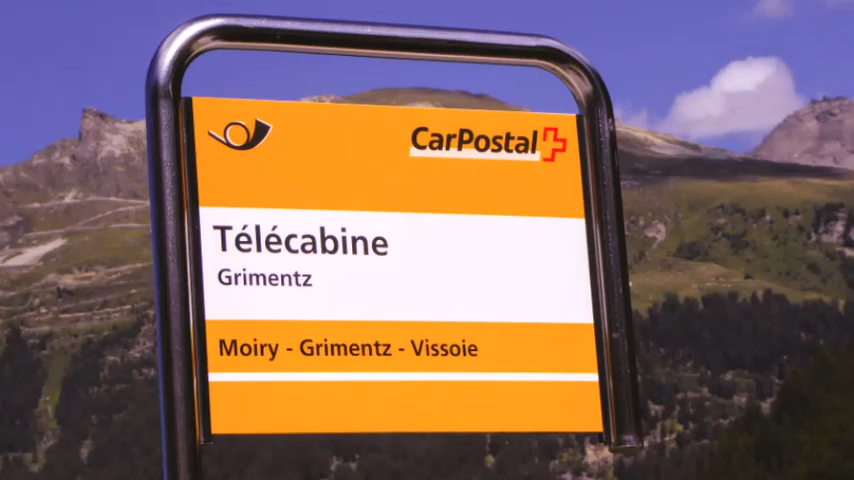 CarPostal
Télécabine
Grimentz
Moiry - Grimentz - Vissoie